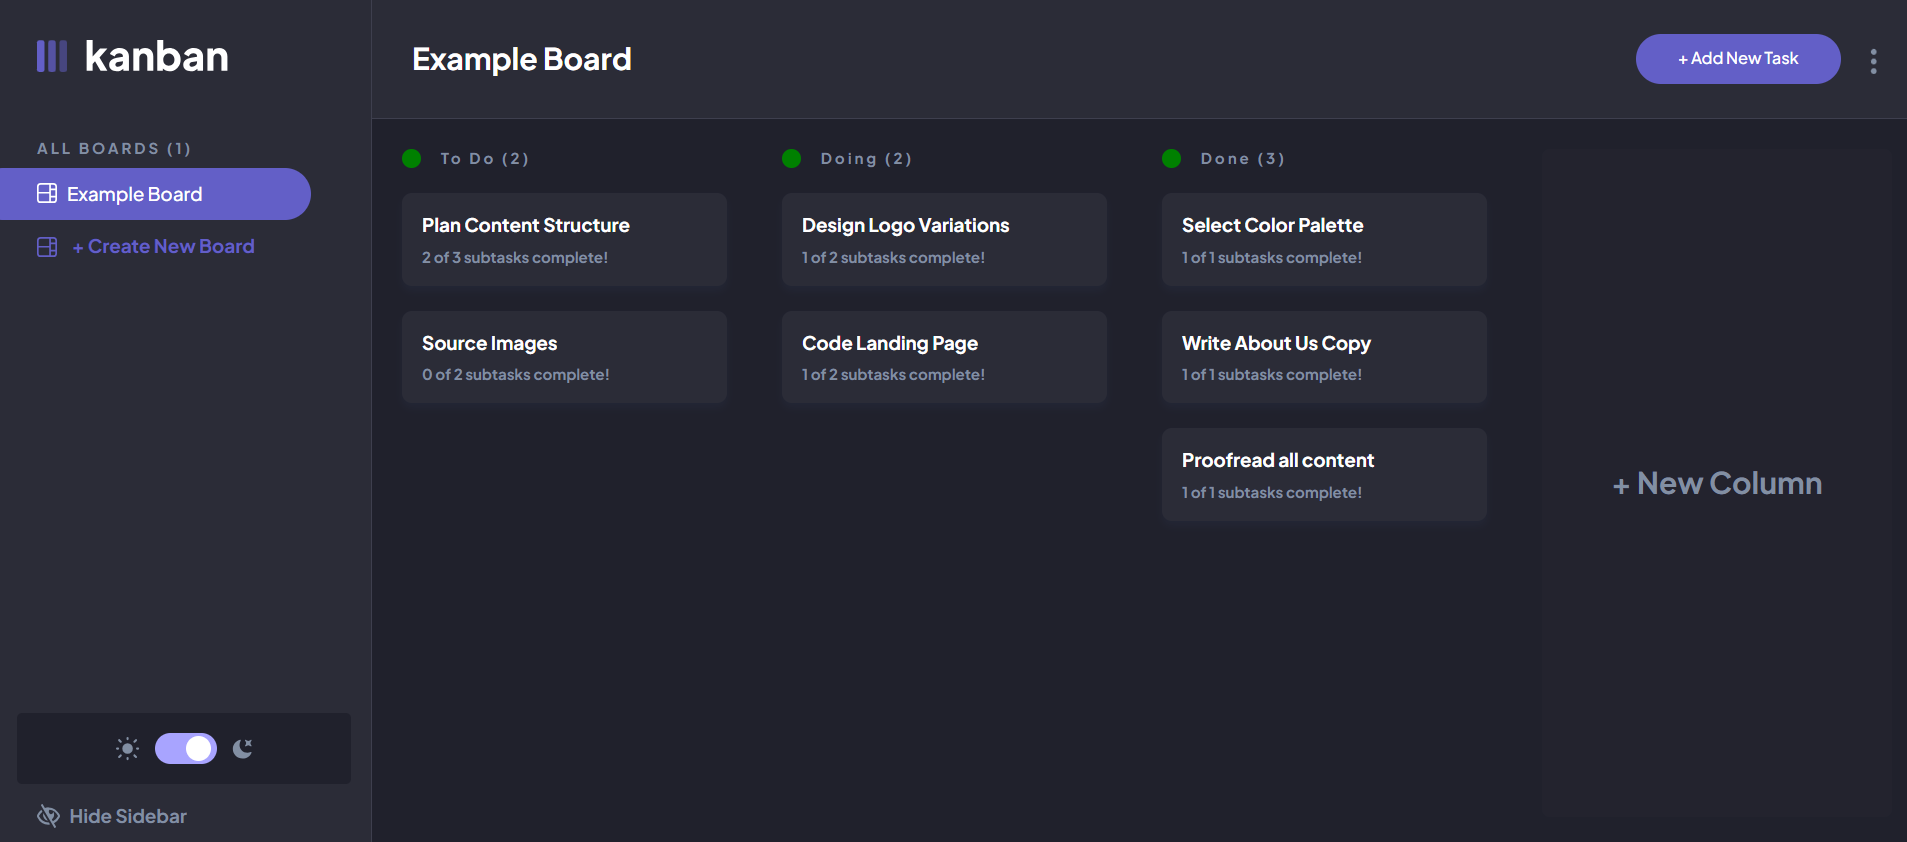 kanban
ALL BOARDS (1)
Example Board
+ Create New Board
Hide Sidebar
Example Board
+ Add New Task
To Do (2)
Plan Content Structure
2 of 3 subtasks complete!
Source Images
0 of 2 subtasks complete!
Doing (2)
Design Logo Variations
1 of 2 subtasks complete!
Code Landing Page
1 of 2 subtasks complete!
Done (3)
Select Color Palette
1 of 1 subtasks complete!
Write About Us Copy
1 of 1 subtasks complete!
Proofread all content
1 of 1 subtasks complete!
+ New Column